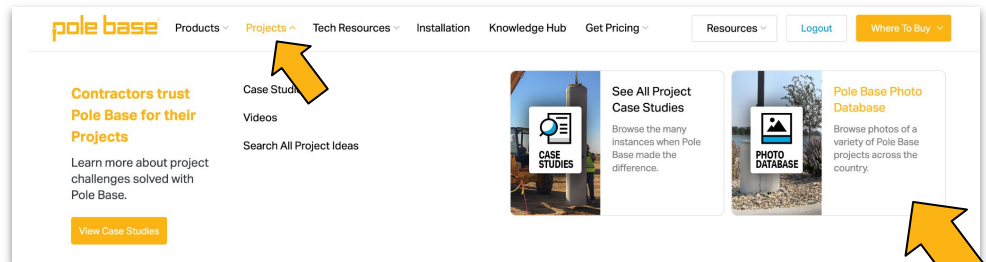 pole base Products Projects Tech Resources Installation Knowledge Hub Get Pricing Resources Logout Where To Buy
Contractors trust
Pole Base for their
Projects
Learn more about project
challenges solved with
Pole Base.
View Case Studies
Case Studi
Videos
Search All Project Ideas
CASE
STUDIES
See All Project
Case Studies
Browse the many
instances when Pole
Base made the
difference.
PHOTO
DATABASE
Pole Base Photo
Database
Browse photos of a
variety of Pole Base
projects across the
country.